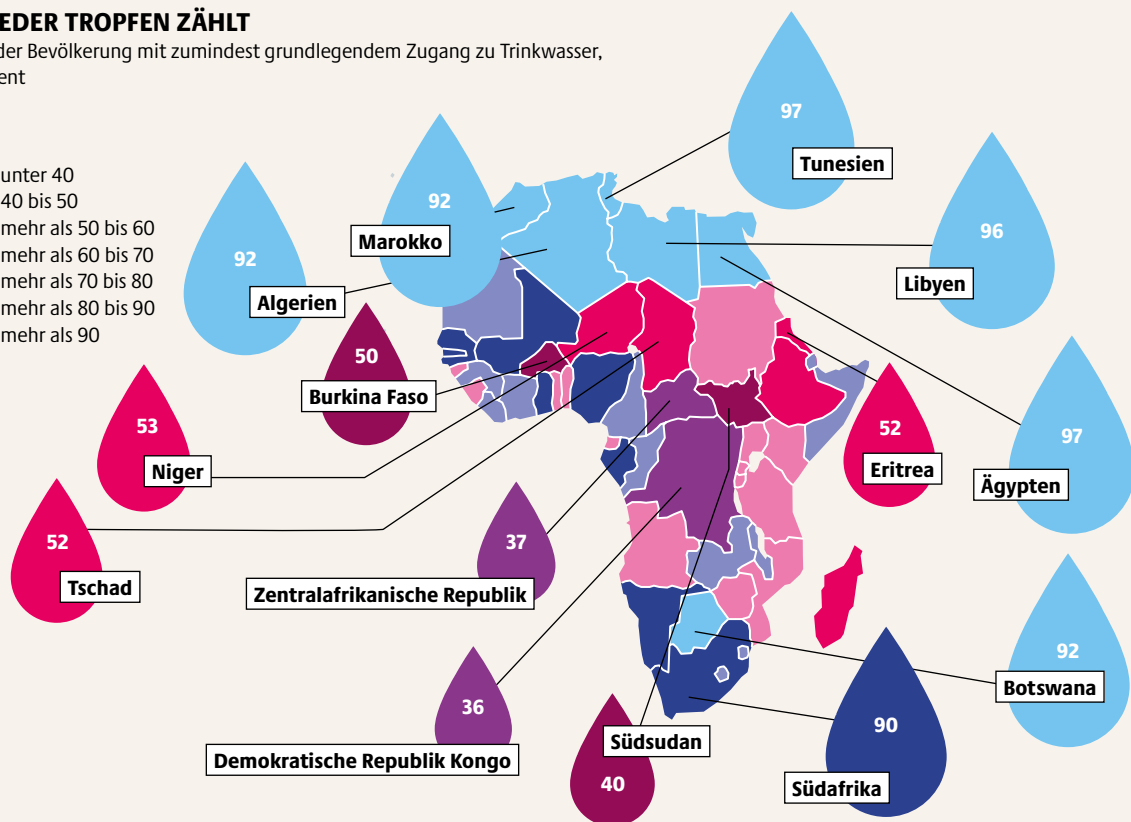 EDER TROPFEN ZÄHLT
der Bevölkerung mit zumindest grundlegendem Zugang zu Trinkwasser,
ent
unter 40
40 bis 50
mehr als 50 bis 60
mehr als 60 bis 70
mehr als 70 bis 80
mehr als 80 bis 90
mehr als 90
97
Tunesien
92
Marokko
92
Algerien
96
Libyen
50
Burkina Faso
53
Niger
52
Eritrea
97
Ägypten
52
Tschad
37
Zentralafrikanische Republik
92
Botswana
36
Demokratische Republik Kongo
Südsudan
40
90
Südafrika